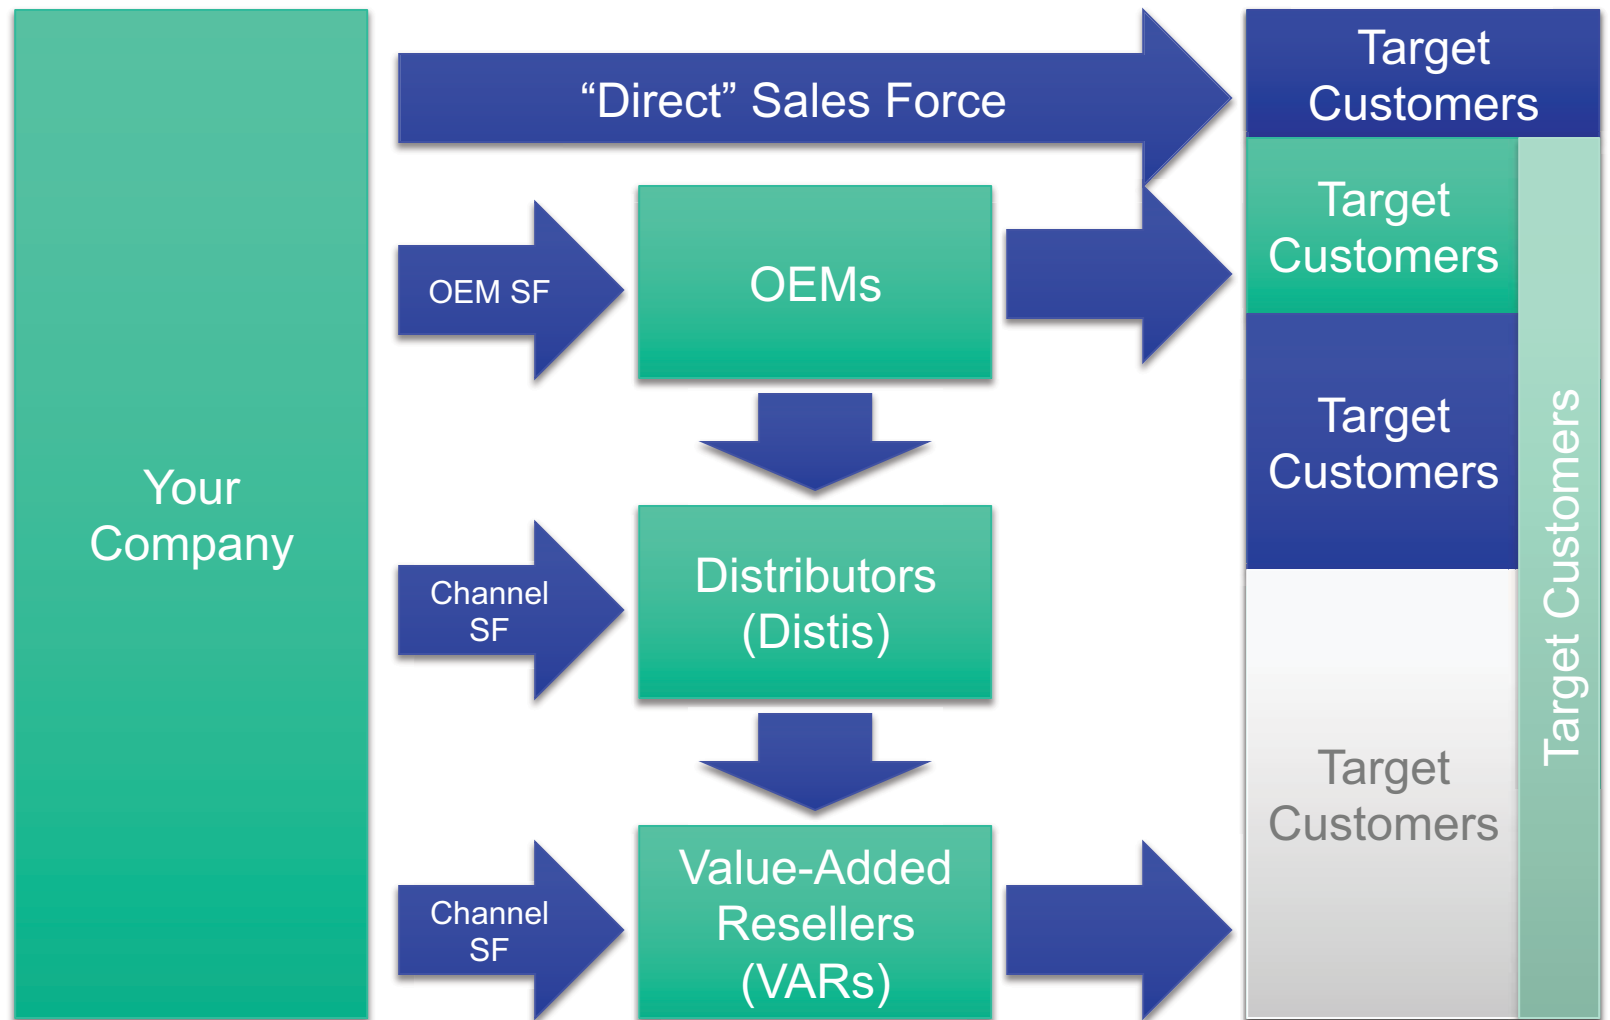 Your
Company
“Direct” Sales Force
OEM SF
OEMs
Channel
SF
Distributors
(Distis)
Channel
SF
Value-Added
Resellers
(VARs)
Target
Customers
Target
Customers
Target
Customers
Target
Customers
Target Customers